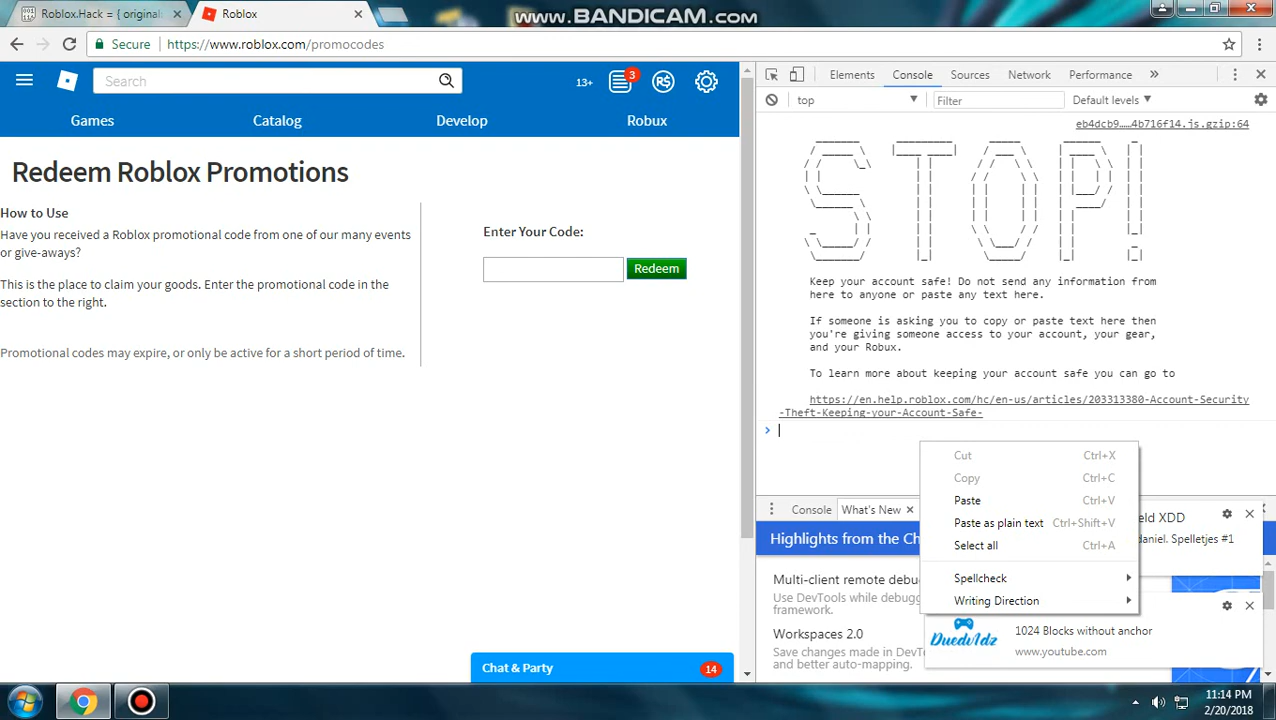 www.BANDICAM.com
Roblox.Hack = { original
Roblox
Secure
https://www.roblox.com/promocodes
Search
13+
3
R$
Games
Catalog
Develop
Robux
Redeem Roblox Promotions
How to Use
Have you received a Roblox promotional code from one of our many events
or give-aways?
This is the place to claim your goods. Enter the promotional code in the
section to the right.
Promotional codes may expire, or only be active for a short period of time.
Enter Your Code:
Redeem
Chat & Party
14
Elements
Console
Sources
Network
Performance
top
Filter
Default levels
eb4dcb9……4b716f14.js.gzip:64
STOP!
Keep your account safe! Do not send any information from
here to anyone or paste any text here.
If someone is asking you to copy or paste text here then
you're giving someone access to your account, your gear,
and your Robux.
To learn more about keeping your account safe you can go to
https://en.help.roblox.com/hc/en-us/articles/203313380-Account-Security
-Theft-Keeping-your-Account-Safe-
Cut Ctrl+X
Copy Ctrl+C
Paste Ctrl+V
Paste as plain text Ctrl+Shift+V
Select all Ctrl+A
Spellcheck
Writing Direction
Console
What's New
Highlights from the Ch
Multi-client remote debu
Use DevTools while debugg
framework.
Workspaces 2.0
Save changes made in DevT
and better auto-mapping.
eld XDD
daniel. Spelletjes #1
Duedv1dz
1024 Blocks without anchor
www.youtube.com
11:14 PM
2/20/2018